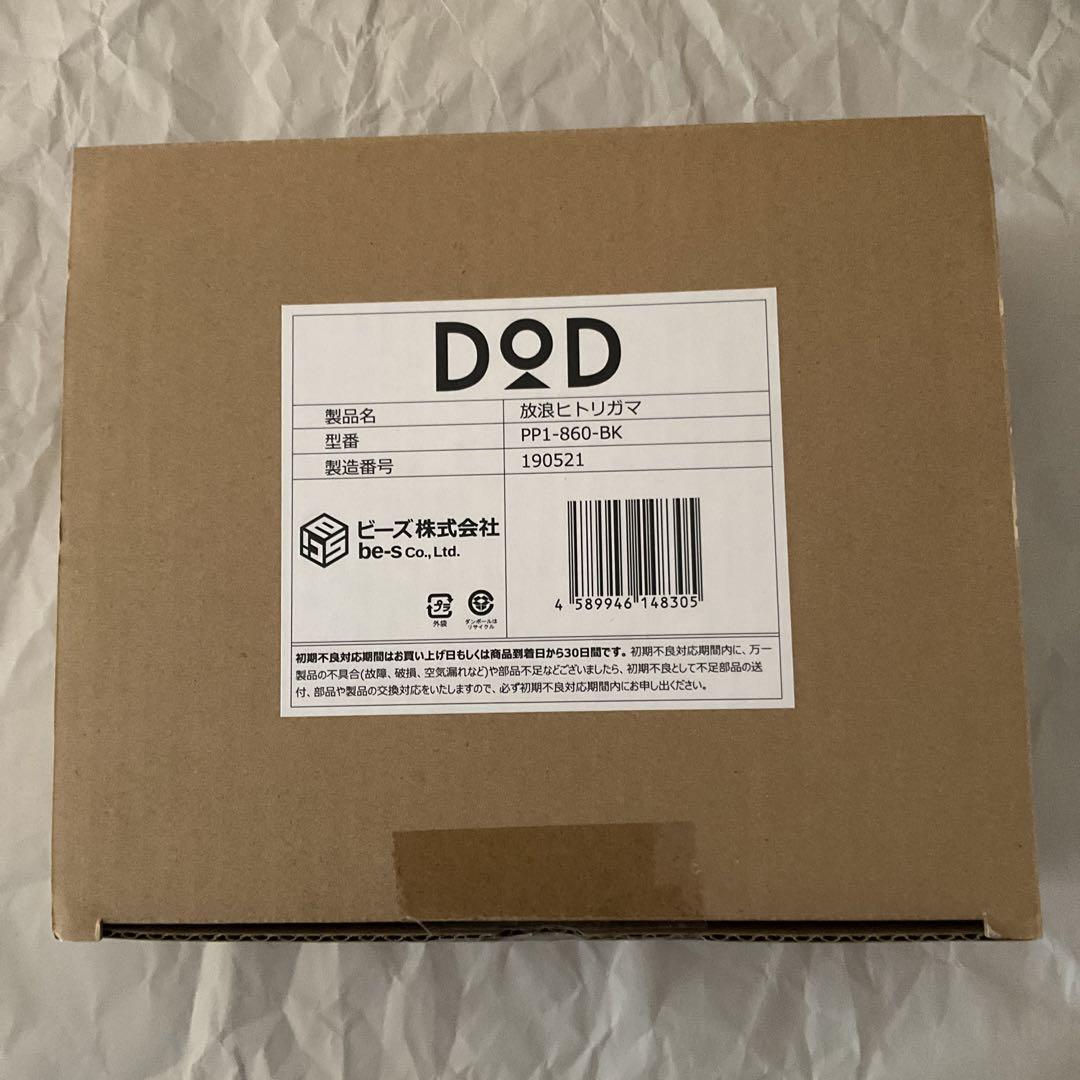 DOD
製品名 放浪ヒトリガマ
型番 PP1-860-BK
製造番号 190521
ビーズ株式会社
be-s Co., Ltd.
プラ
外袋
ダンボールは
リサイクル
4 589946 148305
初期不良対応期間はお買い上げ日もしくは商品到着日から30日間です。初期不良対応期間内に、万一
製品の不具合(故障、破損、空気漏れなど)や部品不足などございましたら、初期不良として不足部品の送
付、部品や製品の交換対応をいたしますので、必ず初期不良対応期間内にお申し出ください。